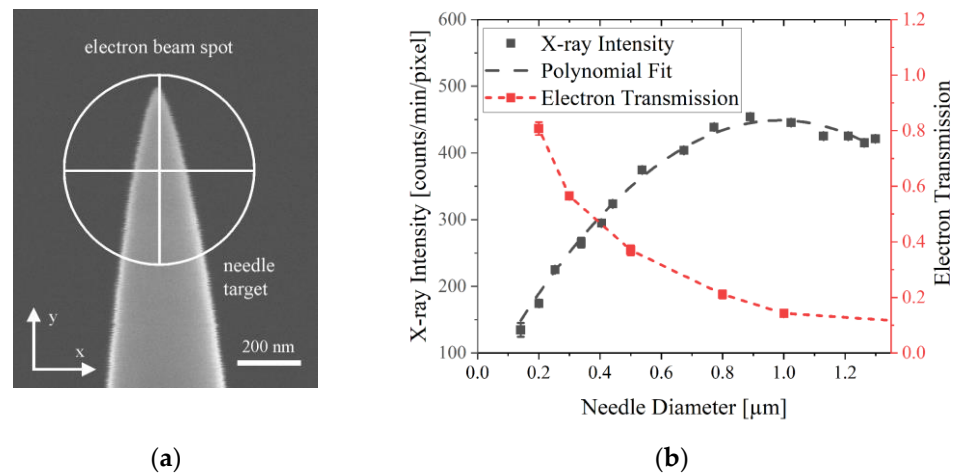 electron beam spot
needle
target
y
x
200 nm
(a)
X-ray Intensity [counts/min/pixel]
600
500
400
300
200
100
X-ray Intensity
Polynomial Fit
Electron Transmission
1.2
1.0
0.8
0.6
0.4
0.2
0.0
Electron Transmission
0.0 0.2 0.4 0.6 0.8 1.0 1.2
Needle Diameter [µm]
(b)